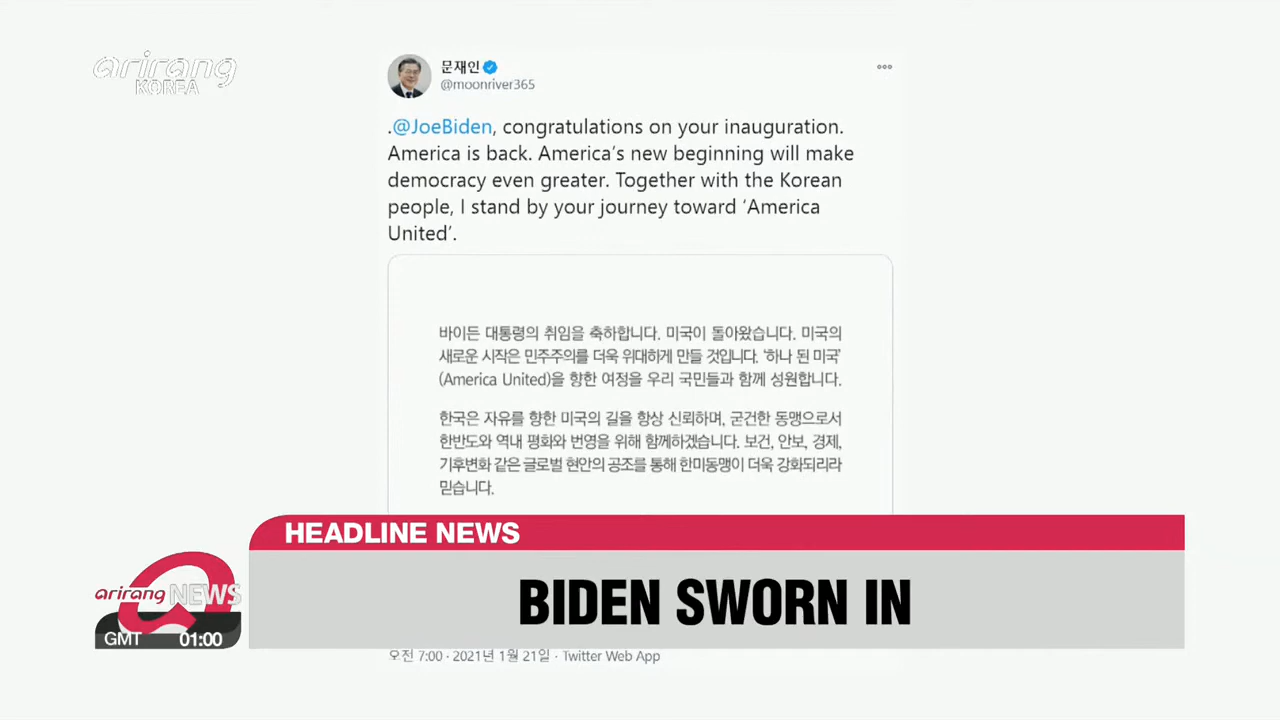 arirang
KOREA
문재인
@moonriver365
.@JoeBiden, congratulations on your inauguration.
America is back. America's new beginning will make
democracy even greater. Together with the Korean
people, I stand by your journey toward ‘America
United’.
바이든 대통령의 취임을 축하합니다. 미국이 돌아왔습니다. 미국의
새로운 시작은 민주주의를 더욱 위대하게 만들 것입니다. ‘하나 된 미국’
(America United)을 향한 여정을 우리 국민들과 함께 성원합니다.
한국은 자유를 향한 미국의 길을 항상 신뢰하며, 굳건한 동맹으로서
한반도와 역내 평화와 번영을 위해 함께하겠습니다. 보건, 안보, 경제,
기후변화 같은 글로벌 현안의 공조를 통해 한미동맹이 더욱 강화되리라
믿습니다.
HEADLINE NEWS
BIDEN SWORN IN
arirang NEWS
GMT 01:00
오전 7:00 · 2021년 1월 21일 · Twitter Web App